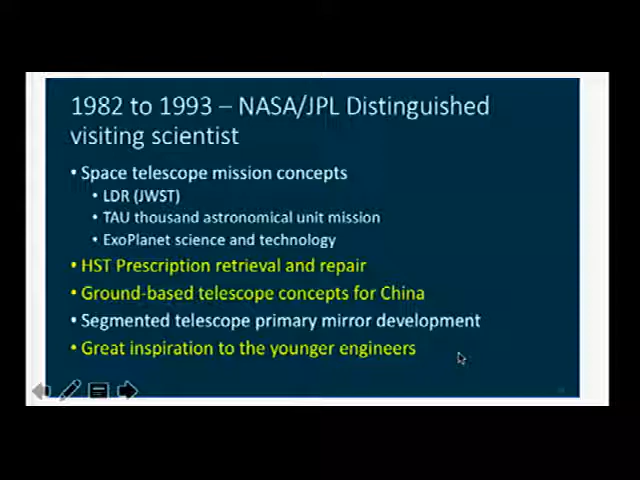 1982 to 1993 – NASA/JPL Distinguished
visiting scientist
• Space telescope mission concepts
• LDR (JWST)
• TAU thousand astronomical unit mission
• ExoPlanet science and technology
• HST Prescription retrieval and repair
• Ground-based telescope concepts for China
• Segmented telescope primary mirror development
• Great inspiration to the younger engineers